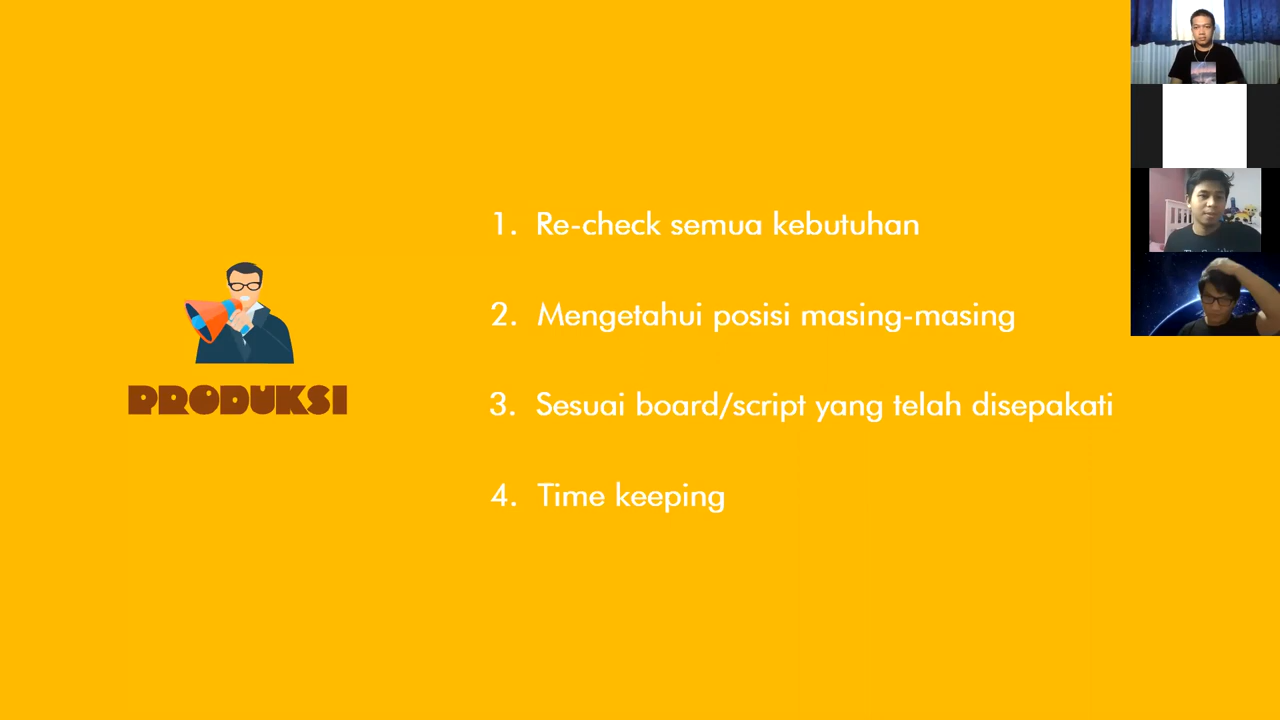 PRODUKSI
1. Re-check semua kebutuhan
2. Mengetahui posisi masing-masing
3. Sesuai board/script yang telah disepakati
4. Time keeping